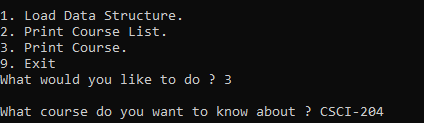 1. Load Data Structure.
2. Print Course List.
3. Print Course.
9. Exit
What would you like to do ? 3
What course do you want to know about ? CSCI-204